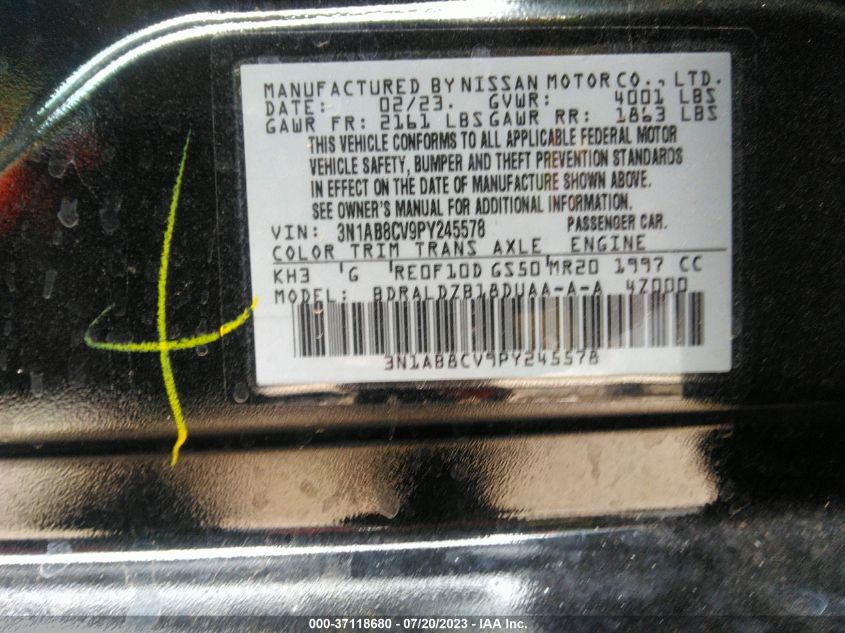 MANUFACTURED BY NISSAN MOTOR CO., LTD.
DATE: 02/23. GVWR: 4001 LBS
GAWR FR: 2161 LBS GAWR RR: 1863 LBS
THIS VEHICLE CONFORMS TO ALL APPLICABLE FEDERAL MOTOR
VEHICLE SAFETY, BUMPER AND THEFT PREVENTION STANDARDS
IN EFFECT ON THE DATE OF MANUFACTURE SHOWN ABOVE.
SEE OWNER'S MANUAL FOR ADDITIONAL INFORMATION.
VIN: 3N1AB8CV9PY245578 PASSENGER CAR.
COLOR TRIM TRANS AXLE ENGINE
KH3 G RE0F10D GS50 MR20 1997 CC
MODEL: BDRALDZB18DUAA-A-A 4Z000
3N1AB8CV9PY245578
000-37118680 - 07/20/2023 - IAA Inc.